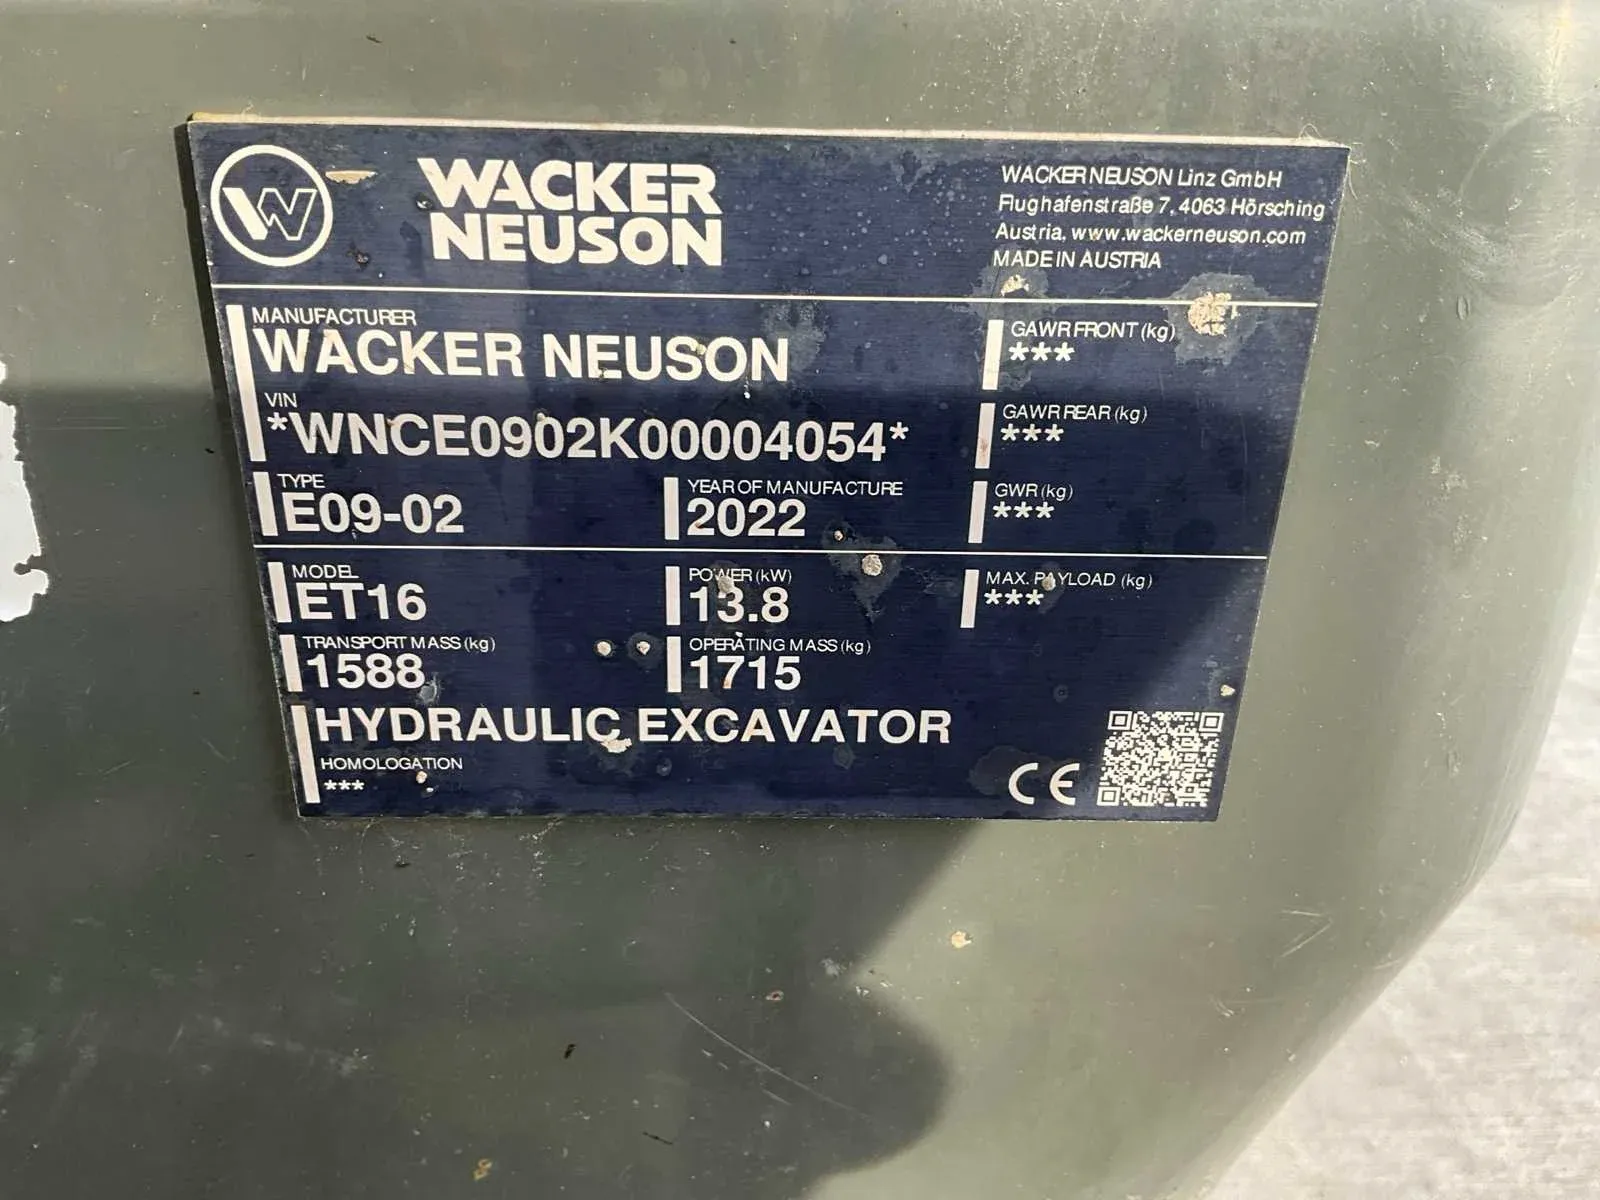 WACKER
NEUSON
WACKER NEUSON Linz GmbH
Flughafenstraße 7, 4063 Hörsching
Austria, www.wackerneuson.com
MADE IN AUSTRIA
MANUFACTURER
WACKER NEUSON
VIN
*WNCE0902K00004054*
TYPE
E09-02
YEAR OF MANUFACTURE
2022
GAWR FRONT (kg)
***
GAWR REAR (kg)
***
GWR (kg)
***
MODEL
ET16
POWER (kW)
13.8
MAX. PAYLOAD (kg)
***
TRANSPORT MASS (kg)
1588
OPERATING MASS (kg)
1715
HYDRAULIC EXCAVATOR
HOMOLOGATION
***
CE